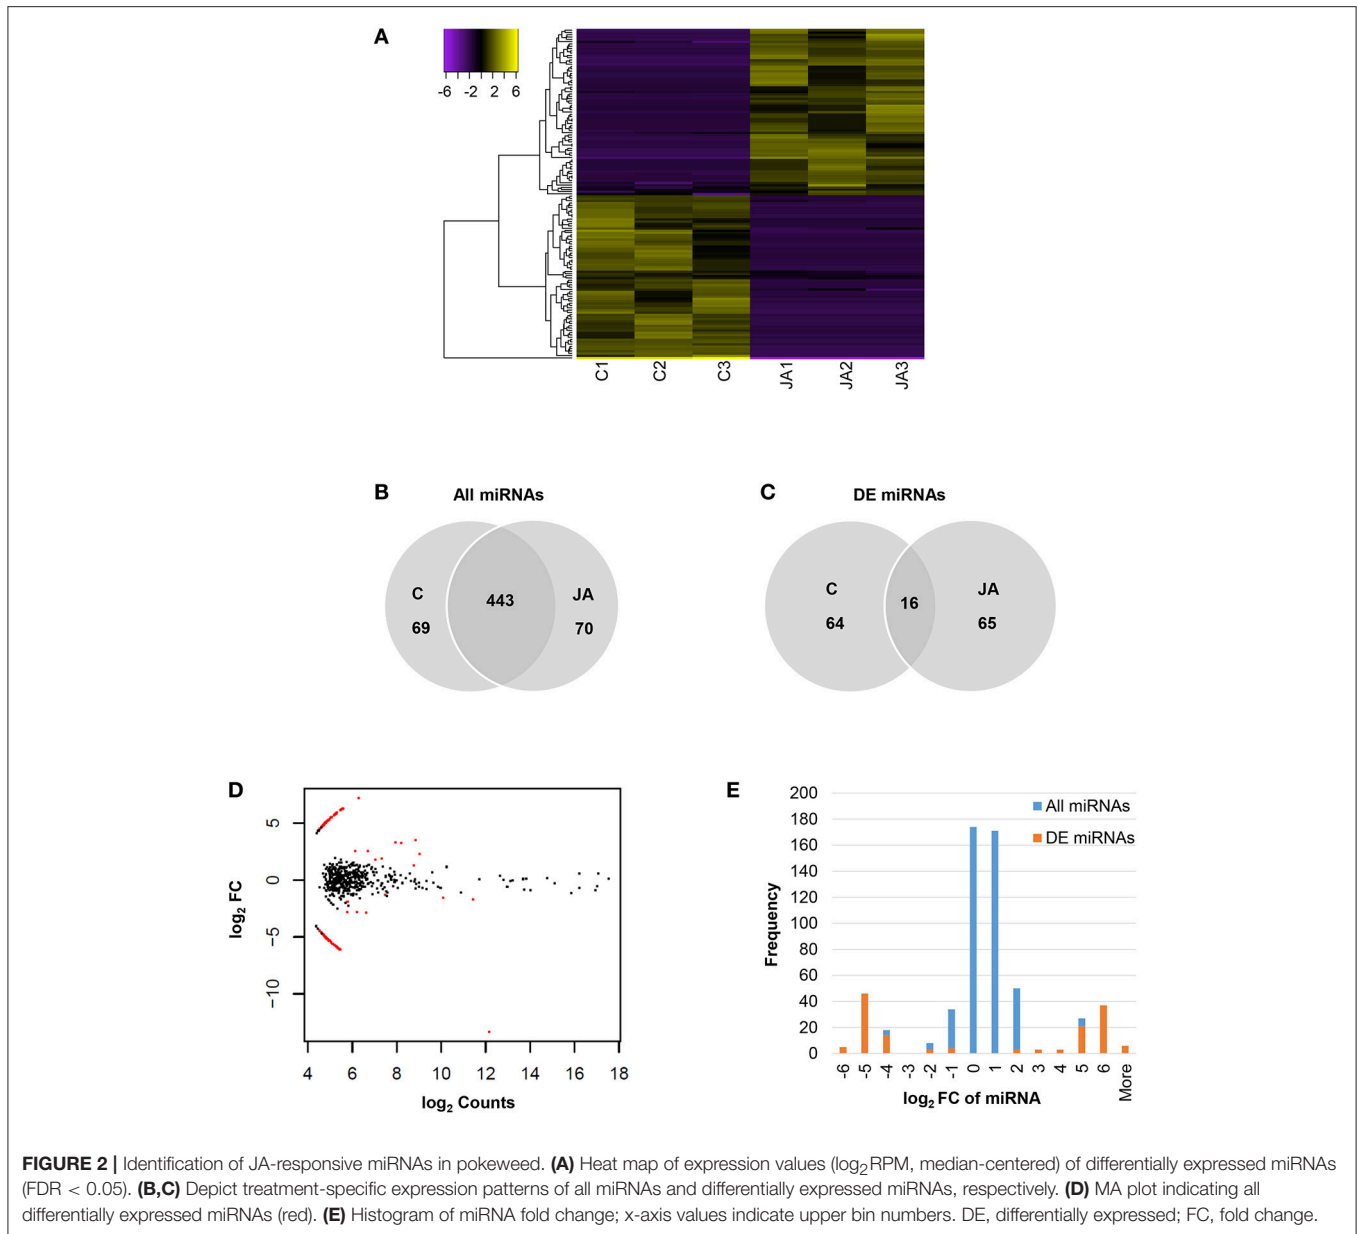 A
-6 -2 2 6
C1 C2 C3 JA1 JA2 JA3
B All miRNAs
C
69
443
JA
70
C DE miRNAs
C
64
16
JA
65
D
log2 FC
5
0
−5
−10
4 6 8 10 12 14 16 18
log2 Counts
E
Frequency
200
180
160
140
120
100
80
60
40
20
0
All miRNAs
DE miRNAs
-6 -5 -4 -3 -2 -1 0 1 2 3 4 5 6 More
log2 FC of miRNA
FIGURE 2 | Identification of JA-responsive miRNAs in pokeweed. (A) Heat map of expression values (log2RPM, median-centered) of differentially expressed miRNAs
(FDR < 0.05). (B,C) Depict treatment-specific expression patterns of all miRNAs and differentially expressed miRNAs, respectively. (D) MA plot indicating all
differentially expressed miRNAs (red). (E) Histogram of miRNA fold change; x-axis values indicate upper bin numbers. DE, differentially expressed; FC, fold change.